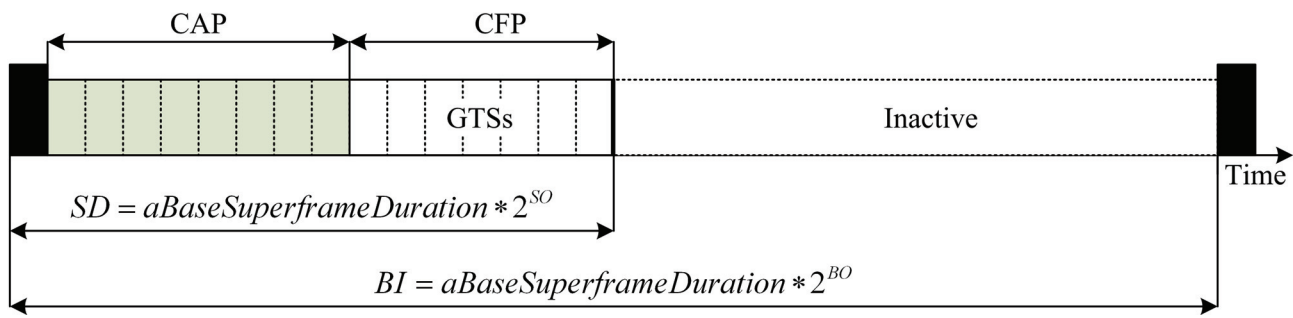 CAP CFP
GTSs Inactive
Time
SD = aBaseSuperframeDuration * 2^{SO}
BI = aBaseSuperframeDuration * 2^{BO}